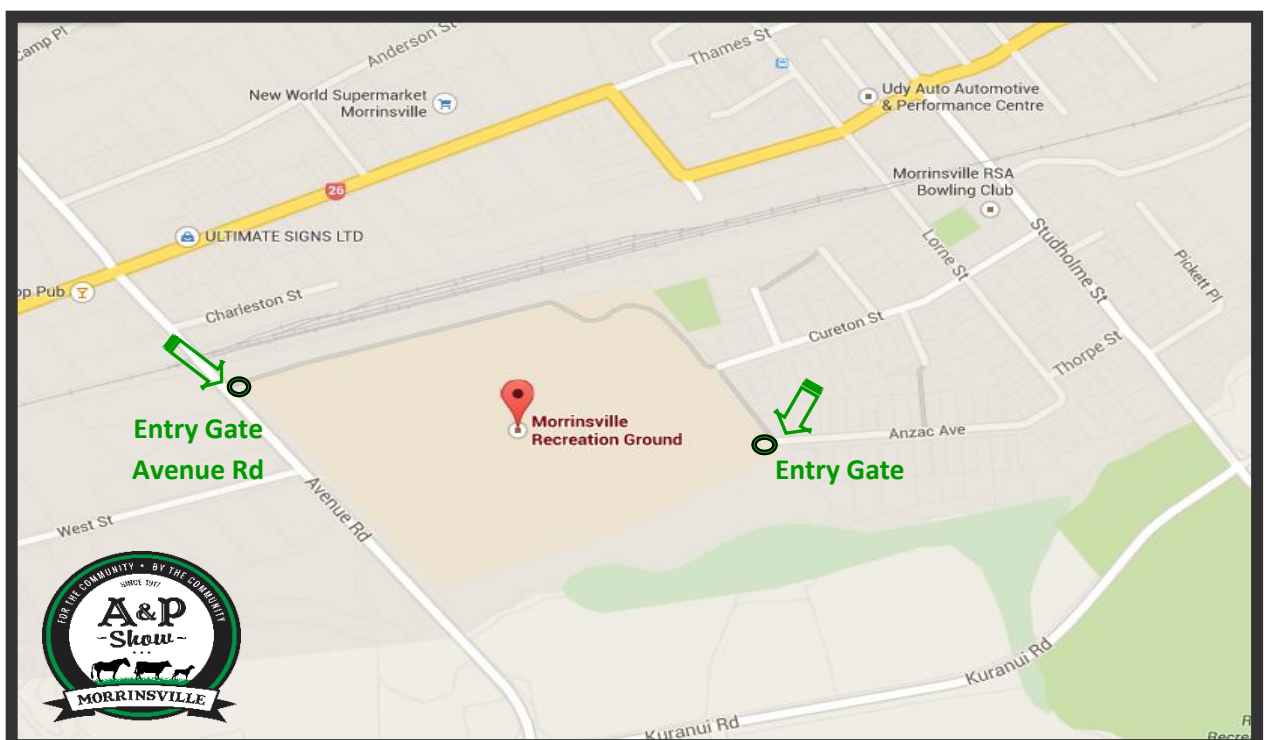 Camp Pl
Anderson St
Thames St
New World Supermarket
Morrinsville
Udy Auto Automotive
& Performance Centre
26
Morrinsville RSA
Bowling Club
ULTIMATE SIGNS LTD
Lorne St
Studholme St
Pickett Pl
op Pub
Charleston St
Cureton St
Thorpe St
Entry Gate
Avenue Rd
Morrinsville
Recreation Ground
Anzac Ave
Entry Gate
Avenue Rd
West St
FOR THE COMMUNITY • BY THE COMMUNITY
SINCE 1917
A&P
-Show-
MORRINSVILLE
Kuranui Rd
Kuranui Rd
R
Recre